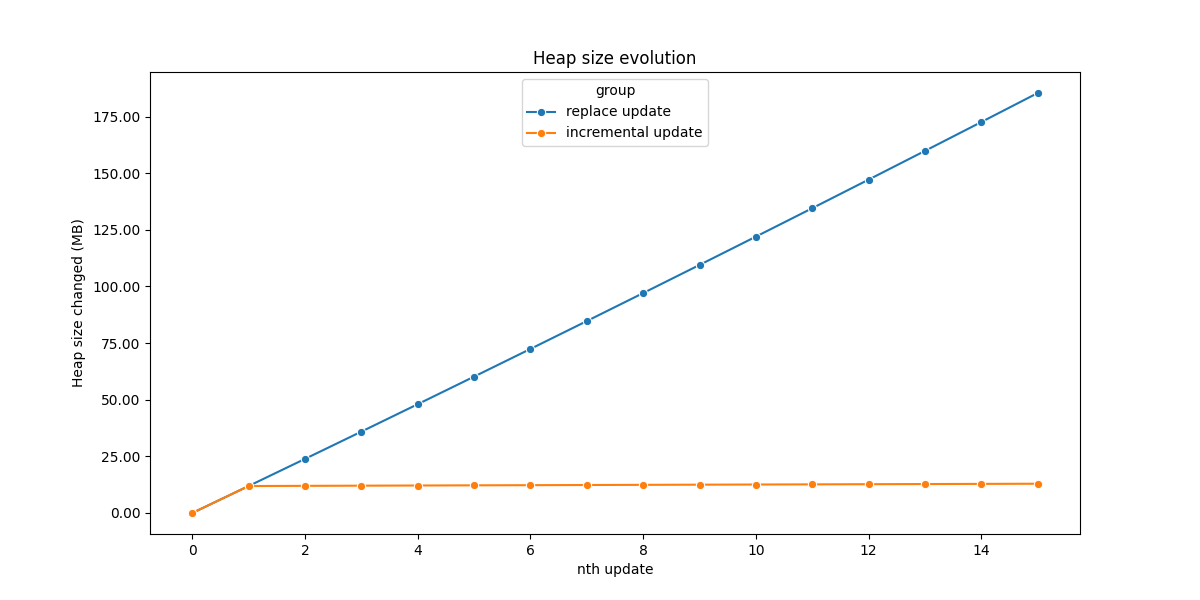 Heap size evolution
group
replace update
incremental update
Heap size changed (MB)
175.00
150.00
125.00
100.00
75.00
50.00
25.00
0.00
0 2 4 6 8 10 12 14
nth update